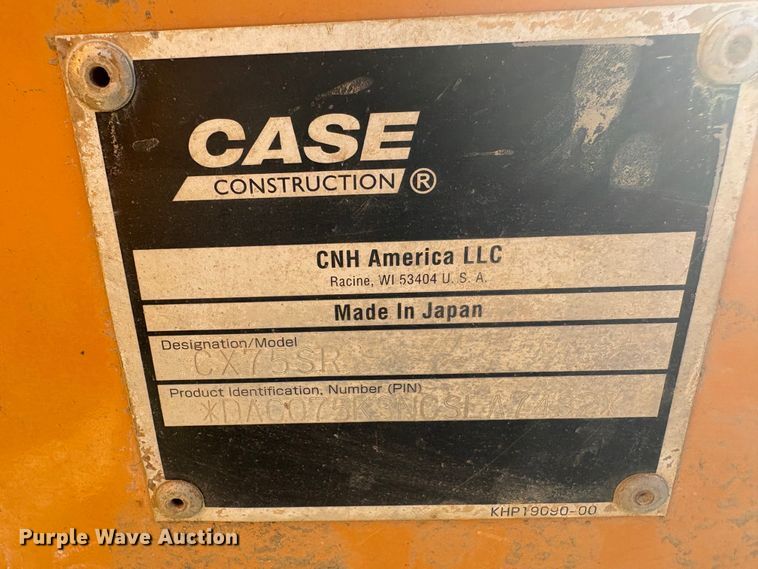 CASE
CONSTRUCTION ®
CNH America LLC
Racine, WI 53404 U. S. A.
Made In Japan
Designation/Model
CX75SR
Product Identification, Number (PIN)
KHP19090-00
Purple Wave Auction